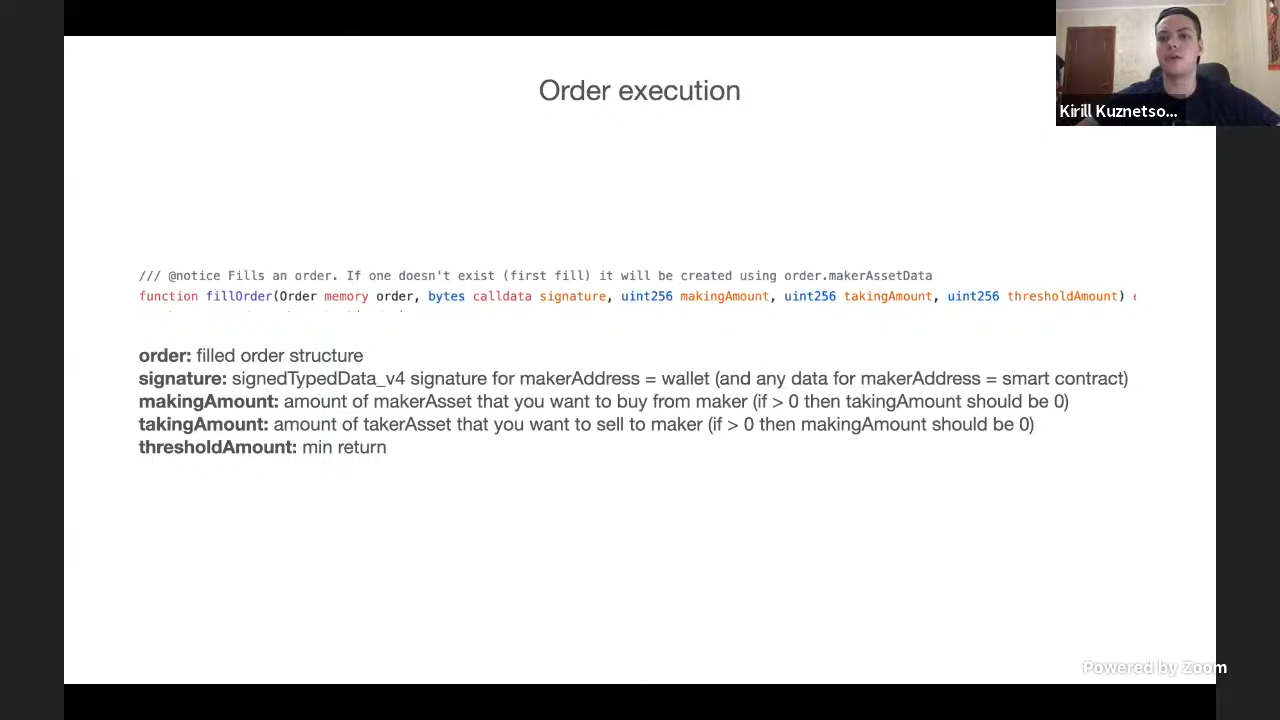 Order execution
Kirill Kuznetso...
/// @notice Fills an order. If one doesn't exist (first fill) it will be created using order.makerAssetData
function fillOrder(Order memory order, bytes calldata signature, uint256 makingAmount, uint256 takingAmount, uint256 thresholdAmount)
order: filled order structure
signature: signedTypedData_v4 signature for makerAddress = wallet (and any data for makerAddress = smart contract)
makingAmount: amount of makerAsset that you want to buy from maker (if > 0 then takingAmount should be 0)
takingAmount: amount of takerAsset that you want to sell to maker (if > 0 then makingAmount should be 0)
thresholdAmount: min return
Powered by Zoom